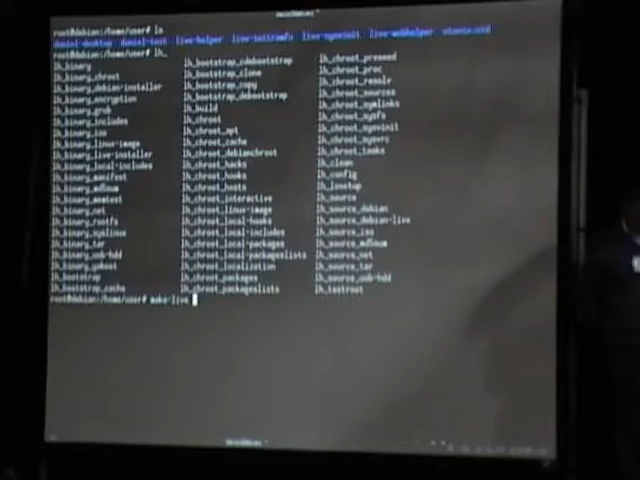 root@debian:/home/user# ls
daniel-desktop daniel-test live-helper live-initramfs live-sysvinit live-webhelper
root@debian:/home/user# lh_
lh_binary lh_bootstrap_cdebootstrap lh_chroot_preseed
lh_binary_chroot lh_bootstrap_clone lh_chroot_proc
lh_binary_debian-installer lh_bootstrap_copy lh_chroot_resolv
lh_binary_encryption lh_bootstrap_debootstrap lh_chroot_sources
lh_binary_grub lh_build lh_chroot_symlinks
lh_binary_includes lh_chroot lh_chroot_sysfs
lh_binary_iso lh_chroot_apt lh_chroot_sysvinit
lh_binary_linux-image lh_chroot_cache lh_chroot_sysvrc
lh_binary_live-installer lh_chroot_debianchroot lh_chroot_tasks
lh_binary_local-includes lh_chroot_hacks lh_clean
lh_binary_manifest lh_chroot_hooks lh_config
lh_binary_md5sum lh_chroot_hosts lh_losetup
lh_binary_memtest lh_chroot_interactive lh_source
lh_binary_net lh_chroot_linux-image lh_source_debian
lh_binary_rootfs lh_chroot_local-hooks lh_source_debian-live
lh_binary_syslinux lh_chroot_local-includes lh_source_iso
lh_binary_tar lh_chroot_local-packages lh_source_md5sum
lh_binary_usb-hdd lh_chroot_local-packageslists lh_source_net
lh_binary_yaboot lh_chroot_localization lh_source_tar
lh_bootstrap lh_chroot_packages lh_source_usb-hdd
lh_bootstrap_cache lh_chroot_packageslists lh_testroot
root@debian:/home/user# make-live